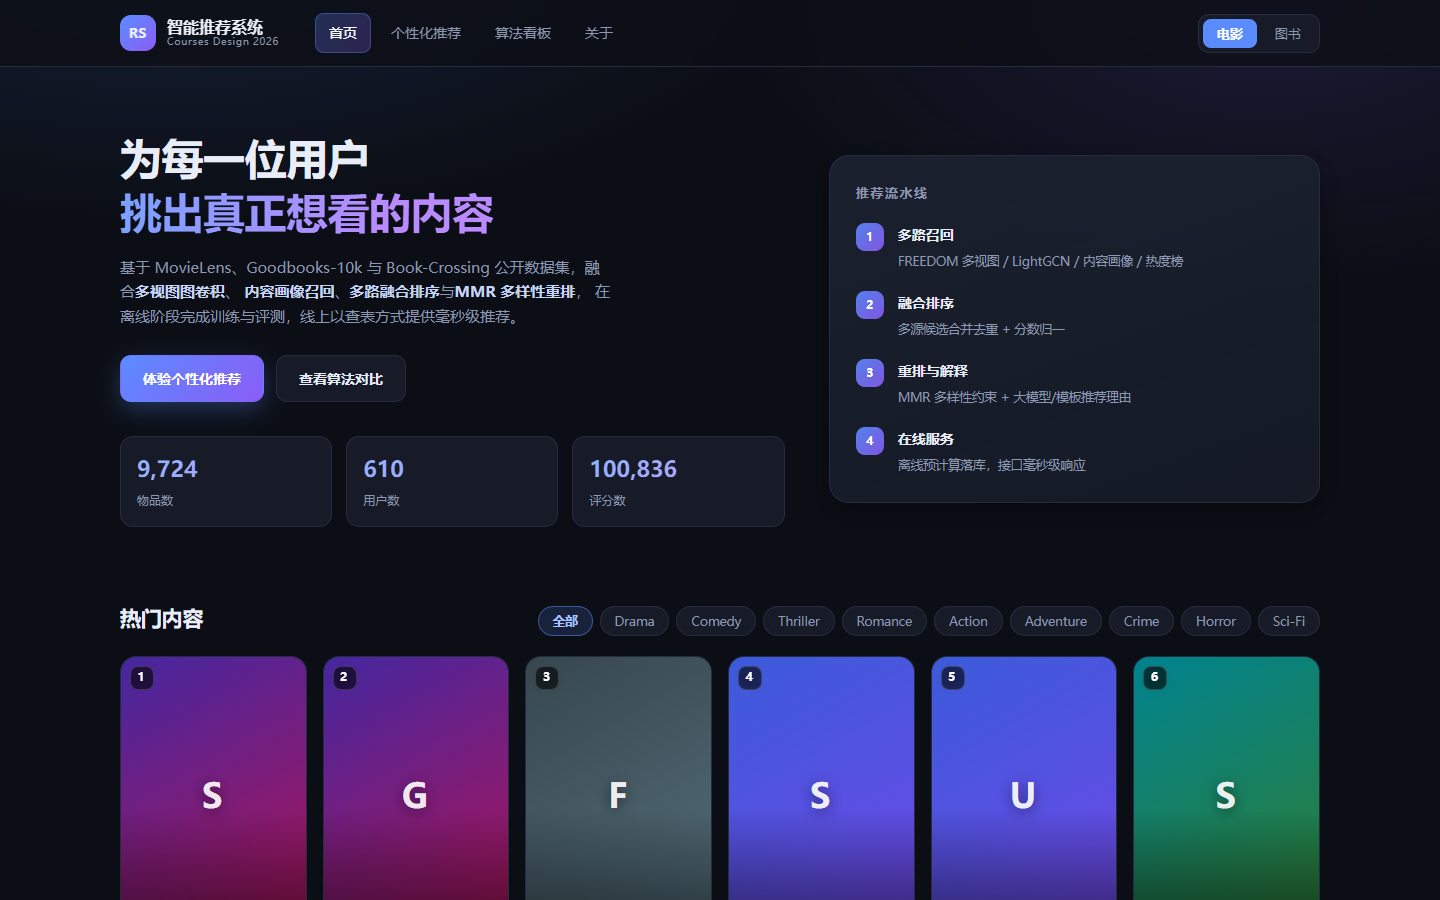 RS
智能推荐系统
Courses Design 2026
首页
个性化推荐
算法看板
关于
电影
图书
为每一位用户
挑出真正想看的内容
基于 MovieLens、Goodbooks-10k 与 Book-Crossing 公开数据集，融
合多视图图卷积、 内容画像召回、多路融合排序与MMR 多样性重排， 在
离线阶段完成训练与评测，线上以查表方式提供毫秒级推荐。
体验个性化推荐
查看算法对比
9,724
物品数
610
用户数
100,836
评分数
推荐流水线
1
多路召回
FREEDOM 多视图 / LightGCN / 内容画像 / 热度榜
2
融合排序
多源候选合并去重 + 分数归一
3
重排与解释
MMR 多样性约束 + 大模型/模板推荐理由
4
在线服务
离线预计算落库，接口毫秒级响应
热门内容
全部
Drama
Comedy
Thriller
Romance
Action
Adventure
Crime
Horror
Sci-Fi
1
S
2
G
3
F
4
S
5
U
6
S